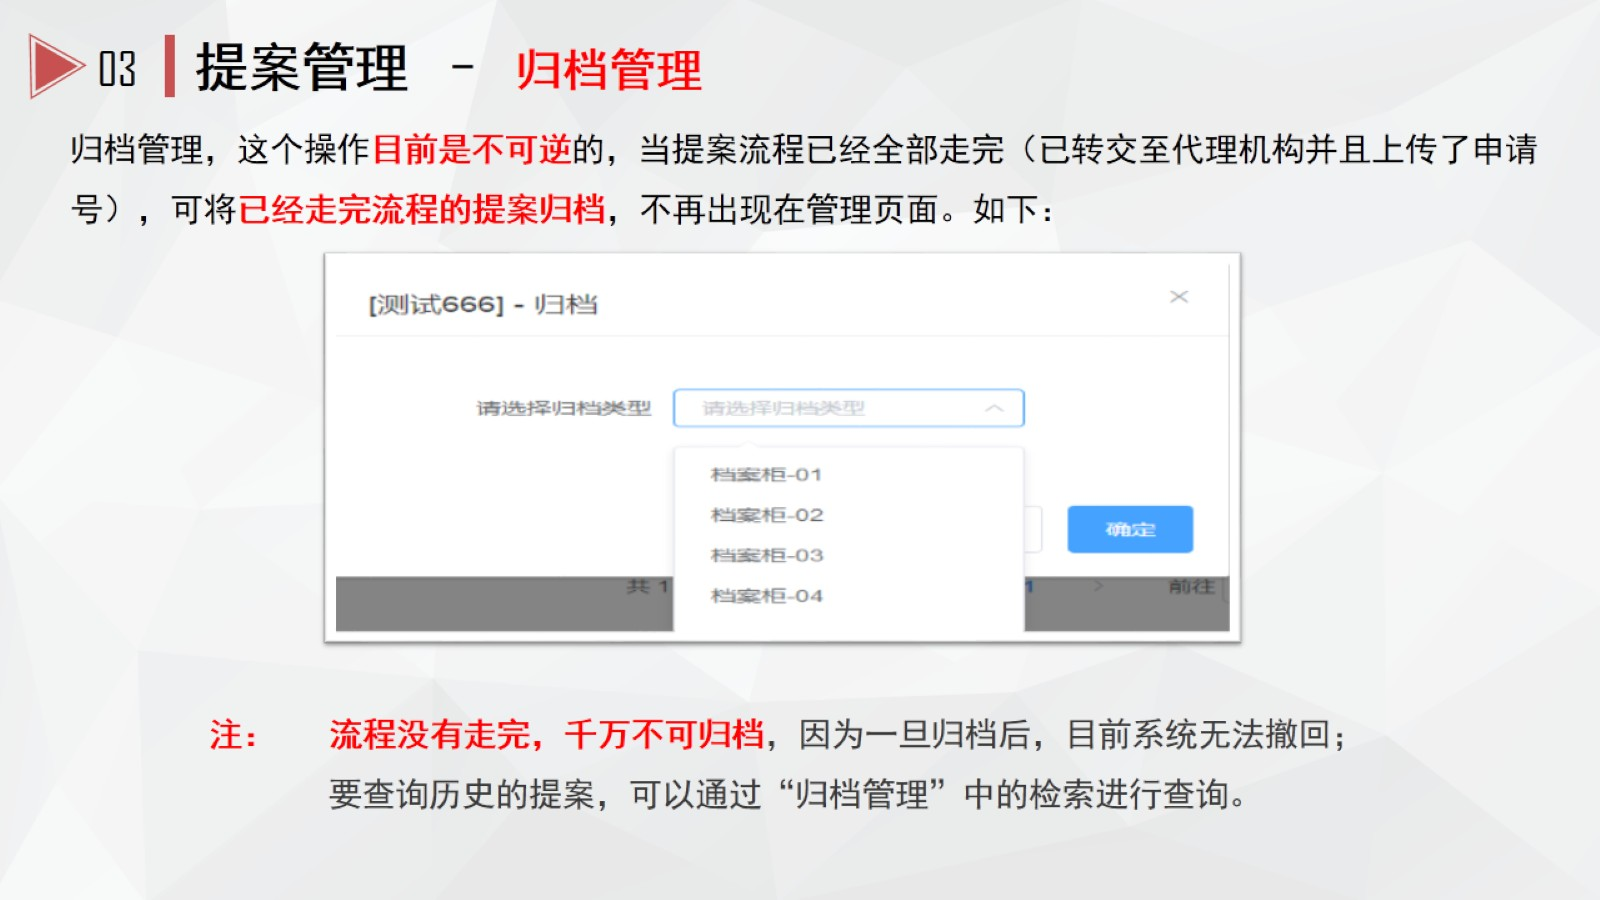 03 提案管理 - 归档管理
归档管理，这个操作目前是不可逆的，当提案流程已经全部走完（已转交至代理机构并且上传了申请
号），可将已经走完流程的提案归档，不再出现在管理页面。如下：
[测试666] - 归档
请选择归档类型 请选择归档类型
档案柜-01
档案柜-02
确定
档案柜-03
共 1 1 前往
档案柜-04
注： 流程没有走完，千万不可归档，因为一旦归档后，目前系统无法撤回；
要查询历史的提案，可以通过“归档管理”中的检索进行查询。